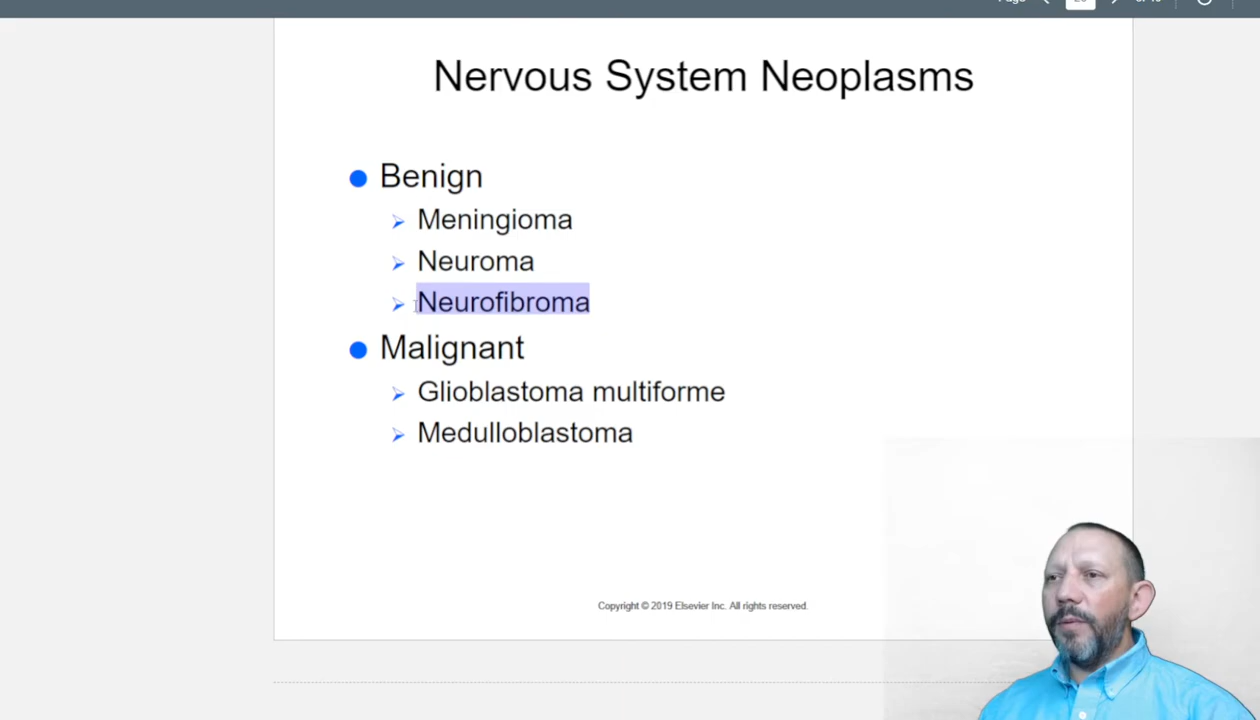 Nervous System Neoplasms
Benign
Meningioma
Neuroma
Neurofibroma
Malignant
Glioblastoma multiforme
Medulloblastoma
Copyright © 2019 Elsevier Inc. All rights reserved.